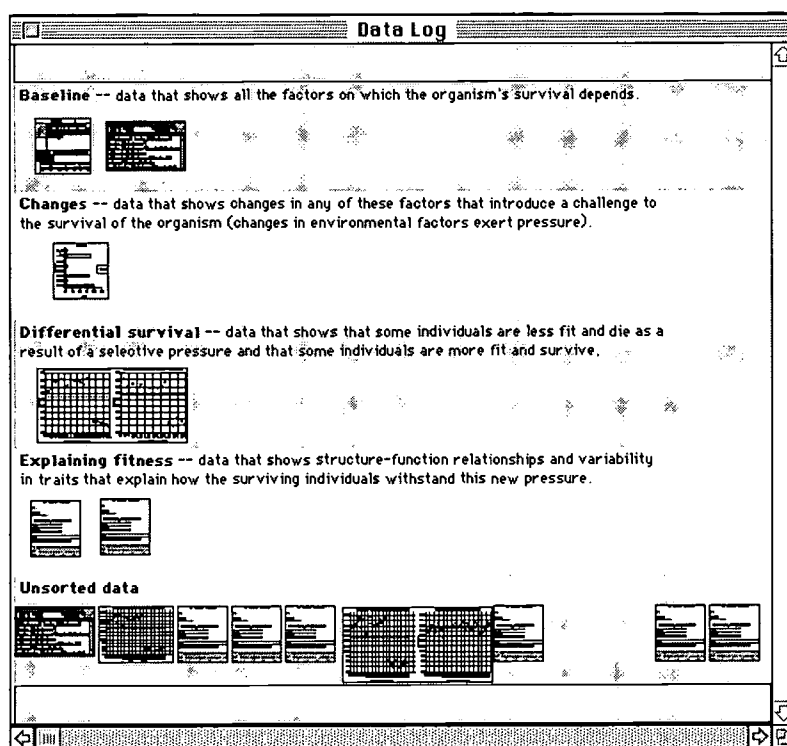 Data Log
Baseline -- data that shows all the factors on which the organism's survival depends.
Changes -- data that shows changes in any of these factors that introduce a challenge to
the survival of the organism (changes in environmental factors exert pressure).
Differential survival -- data that shows that some individuals are less fit and die as a
result of a selective pressure and that some individuals are more fit and survive.
Explaining fitness -- data that shows structure-function relationships and variability
in traits that explain how the surviving individuals withstand this new pressure.
Unsorted data